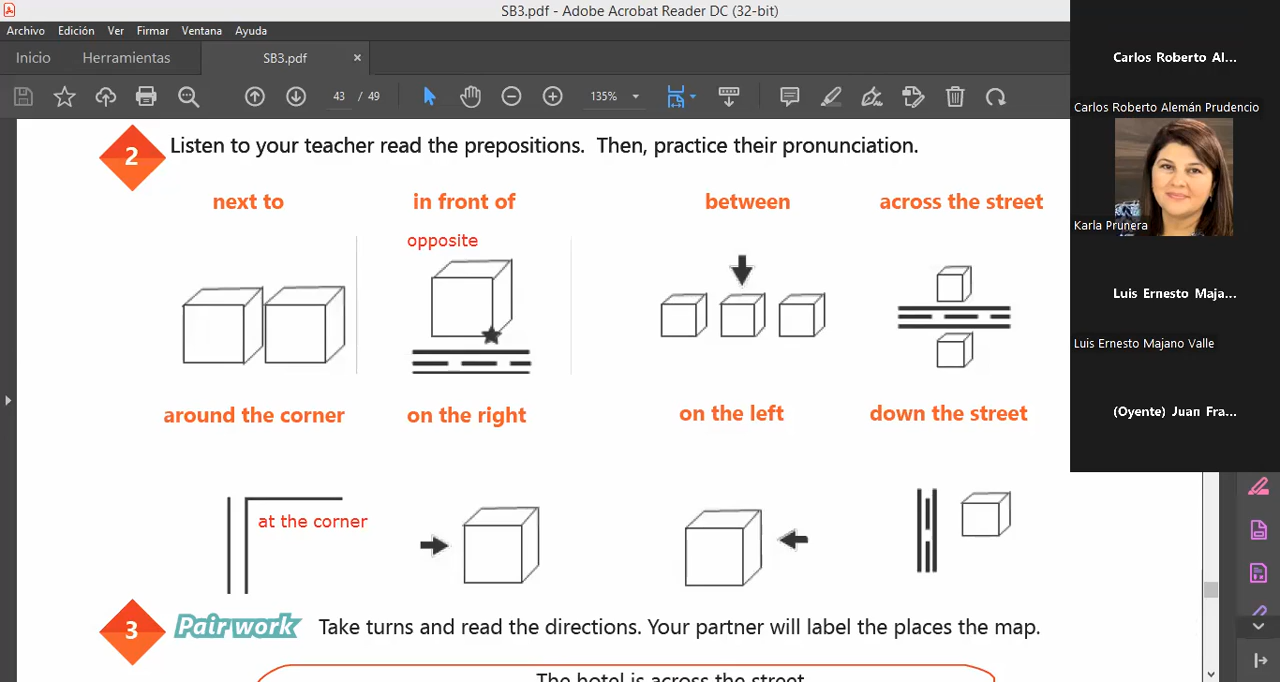 SB3.pdf - Adobe Acrobat Reader DC (32-bit)
Archivo Edición Ver Firmar Ventana Ayuda
Inicio Herramientas SB3.pdf ×
43 / 49 135%
2 Listen to your teacher read the prepositions. Then, practice their pronunciation.
next to in front of between across the street
opposite
around the corner on the right on the left down the street
at the corner
3 Pair work Take turns and read the directions. Your partner will label the places the map.
The hotel is across the street
Carlos Roberto Al...
Carlos Roberto Alemán Prudencio
Karla Prunera
Luis Ernesto Maja...
Luis Ernesto Majano Valle
(Oyente) Juan Fra...